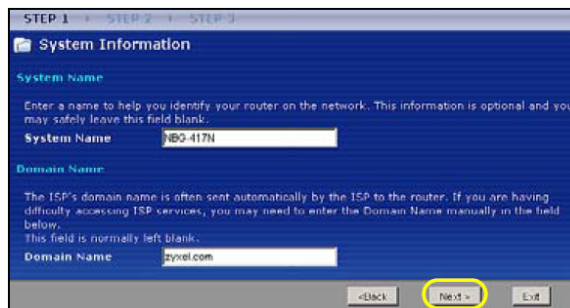 STEP 1 › STEP 2 › STEP 3
System Information
System Name
Enter a name to help you identify your router on the network. This information is optional and you
may safely leave this field blank.
System Name NBG-417N
Domain Name
The ISP's domain name is often sent automatically by the ISP to the router. If you are having
difficulty accessing ISP services, you may need to enter the Domain Name manually in the field
below.
This field is normally left blank.
Domain Name zyxel.com
<Back Next > Exit